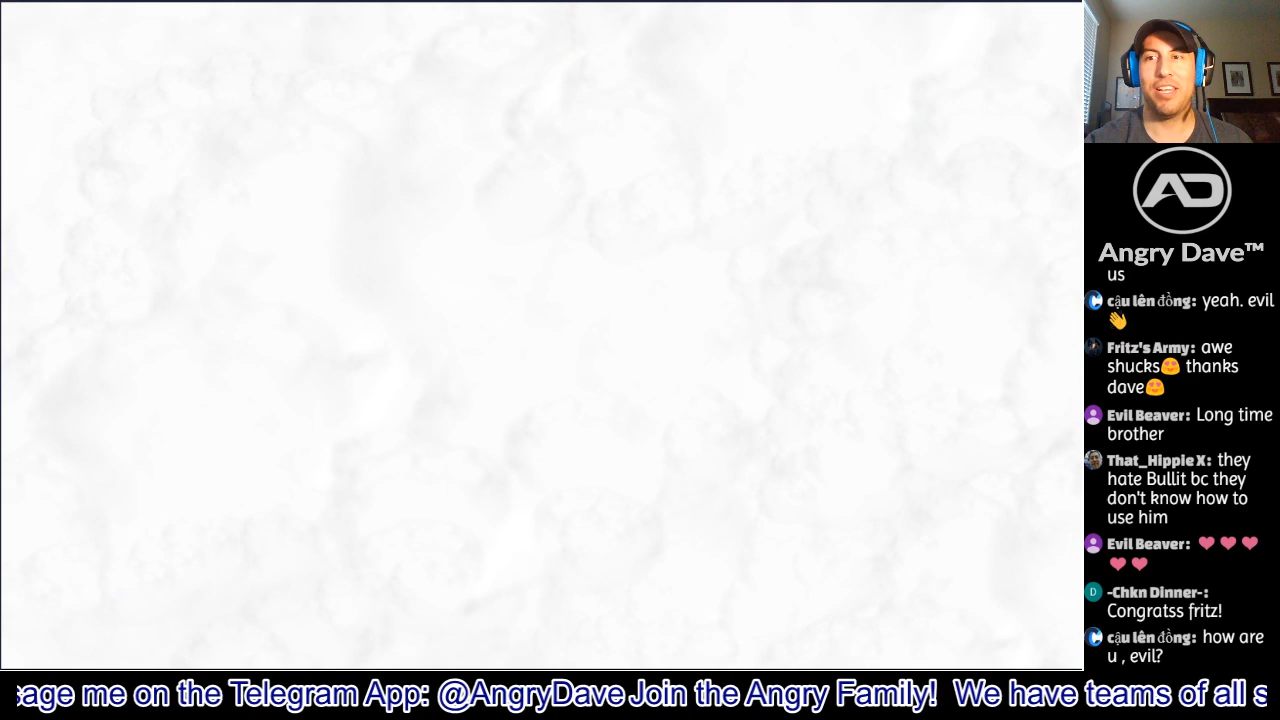 AD
Angry Dave™
us
cậu lên đồng: yeah. evil
👋
Fritz's Army: awe
shucks😍 thanks
dave😍
Evil Beaver: Long time
brother
That_Hippie X: they
hate Bullit bc they
don't know how to
use him
Evil Beaver: ❤️ ❤️ ❤️
❤️ ❤️
D -Chkn Dinner-:
Congratss fritz!
cậu lên đồng: how are
u , evil?
me on the Telegram App: @AngryDave Join the Angry Family! We have teams of all